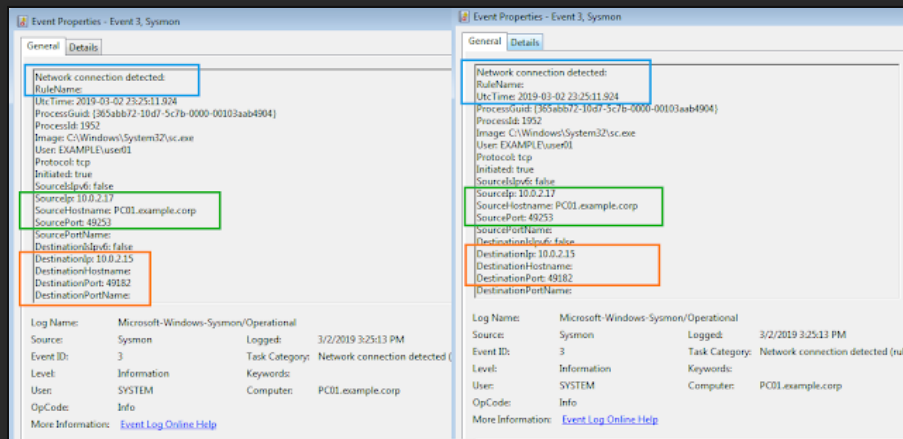 Event Properties - Event 3, Sysmon
General Details
Network connection detected:
RuleName:
UtcTime: 2019-03-02 23:25:11.924
ProcessGuid: {365abb72-10d7-5c7b-0000-00103aab4904}
ProcessId: 1952
Image: C:\Windows\System32\sc.exe
User: EXAMPLE\user01
Protocol: tcp
Initiated: true
SourceIsIpv6: false
SourceIp: 10.0.2.17
SourceHostname: PC01.example.corp
SourcePort: 49253
SourcePortName:
DestinationIsIpv6: false
DestinationIp: 10.0.2.15
DestinationHostname:
DestinationPort: 49182
DestinationPortName:
Log Name: Microsoft-Windows-Sysmon/Operational
Source: Sysmon Logged: 3/2/2019 3:25:13 PM
Event ID: 3 Task Category: Network connection detected (
Level: Information Keywords:
User: SYSTEM Computer: PC01.example.corp
OpCode: Info
More Information: Event Log Online Help
Event Properties - Event 3, Sysmon
General Details
Network connection detected:
RuleName:
UtcTime: 2019-03-02 23:25:11.924
ProcessGuid: {365abb72-10d7-5c7b-0000-00103aab4904}
ProcessId: 1952
Image: C:\Windows\System32\sc.exe
User: EXAMPLE\user01
Protocol: tcp
Initiated: true
SourceIsIpv6: false
SourceIp: 10.0.2.17
SourceHostname: PC01.example.corp
SourcePort: 49253
SourcePortName:
DestinationIsIpv6: false
DestinationIp: 10.0.2.15
DestinationHostname:
DestinationPort: 49182
DestinationPortName:
Log Name: Microsoft-Windows-Sysmon/Operational
Source: Sysmon Logged: 3/2/2019 3:25:13 PM
Event ID: 3 Task Category: Network connection detected (rul
Level: Information Keywords:
User: SYSTEM Computer: PC01.example.corp
OpCode: Info
More Information: Event Log Online Help